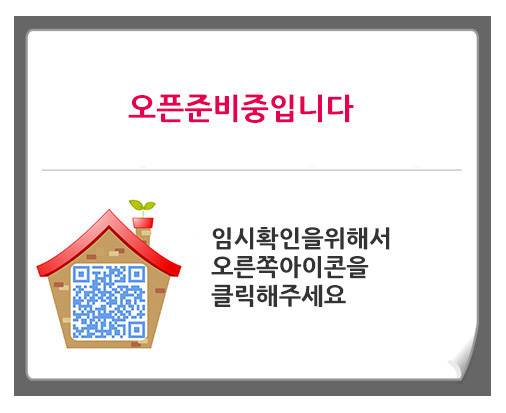 오픈준비중입니다
임시확인을위해서
오른쪽아이콘을
클릭해주세요